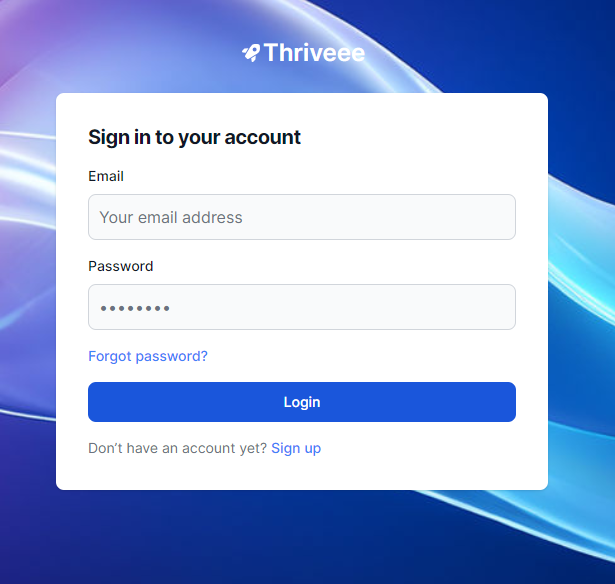 Thriveee
Sign in to your account
Email
Your email address
Password
••••••••
Forgot password?
Login
Don’t have an account yet? Sign up